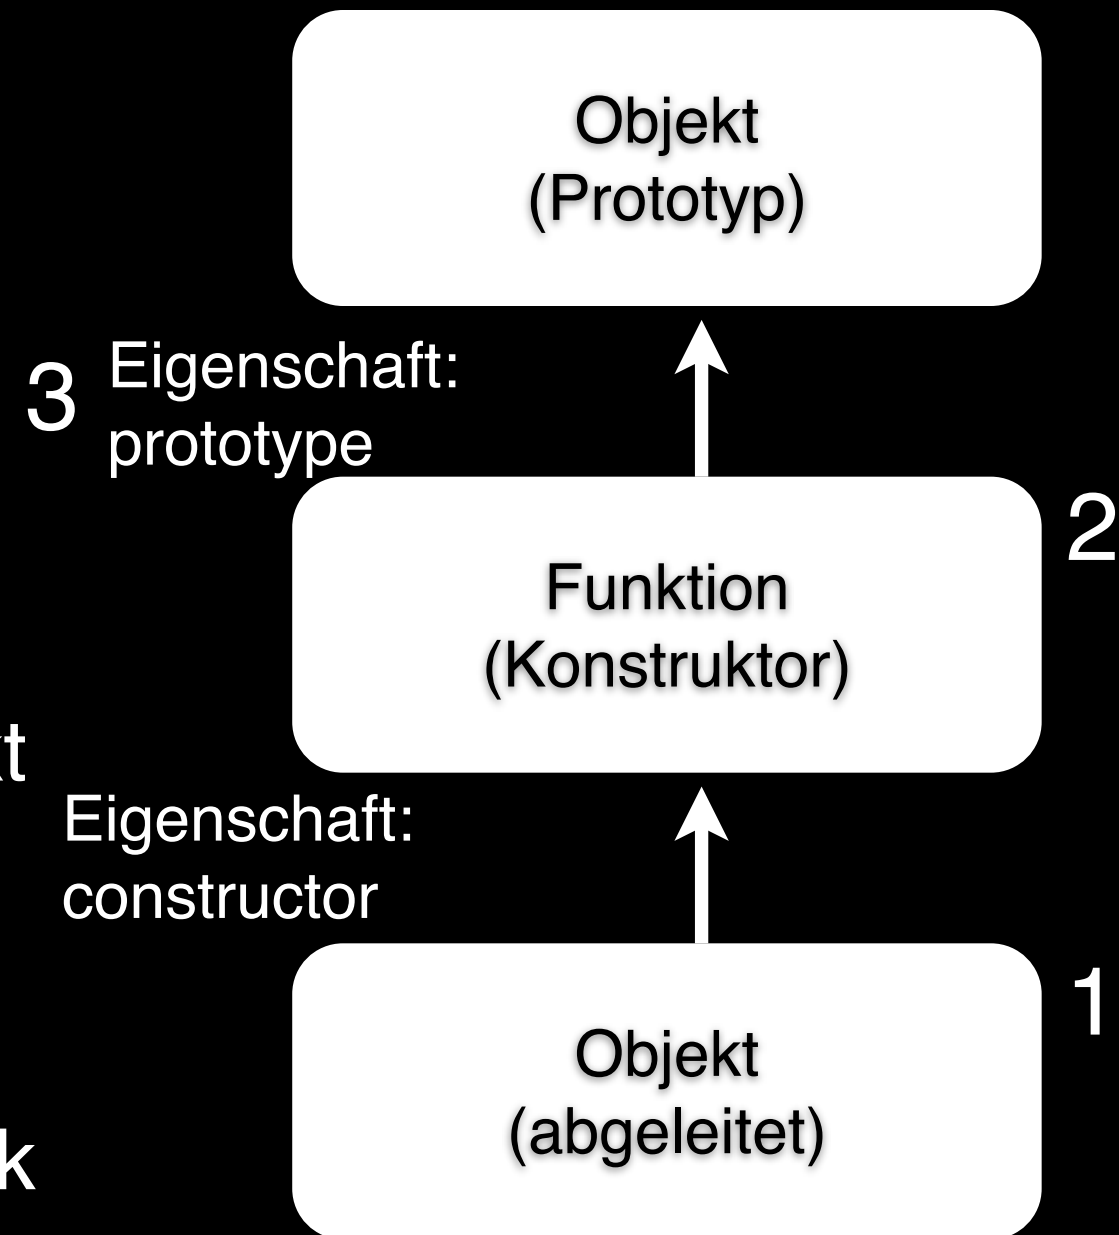 Objekt
(Prototyp)
3
Eigenschaft:
prototype
2
Funktion
(Konstruktor)
Eigenschaft:
constructor
1
Objekt
(abgeleitet)